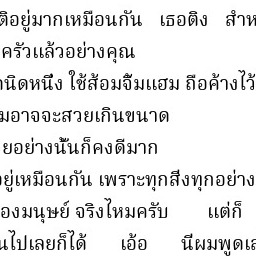 ติอยู่มากเหมือนกัน เธอติง สำห
ครัวแล้วอย่างคุณ
นิดหนึ่ง ใช้ส้อมจิ้มแฮม ถือค้างไว้
มอาจจะสวยเกินขนาด
ยอย่างนั้นก็คงดีมาก
อยู่เหมือนกัน เพราะทุกสิ่งทุกอย่าง
องมนุษย์ จริงไหมครับ แต่ก็
นไปเลยก็ได้ เอ้อ นี่ผมพูดเล